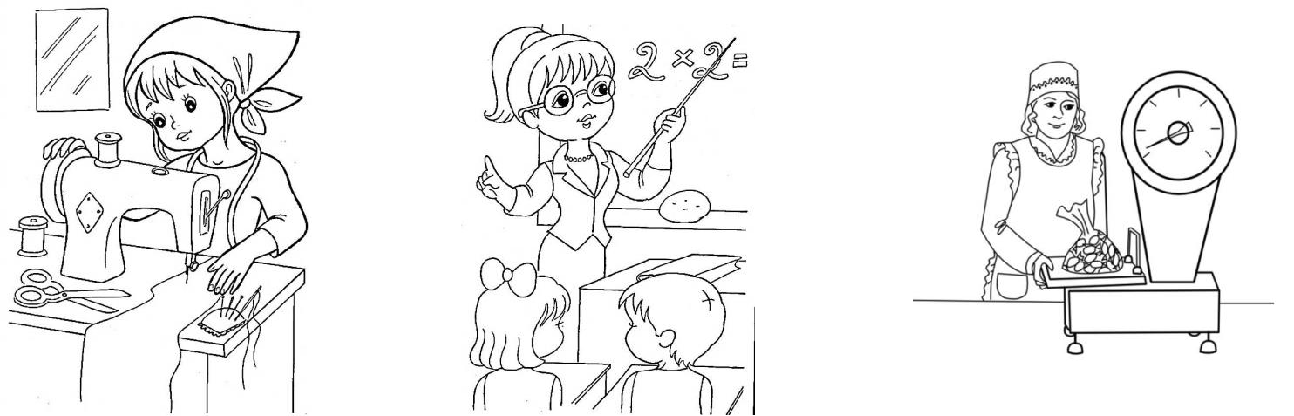 2 × 2 =